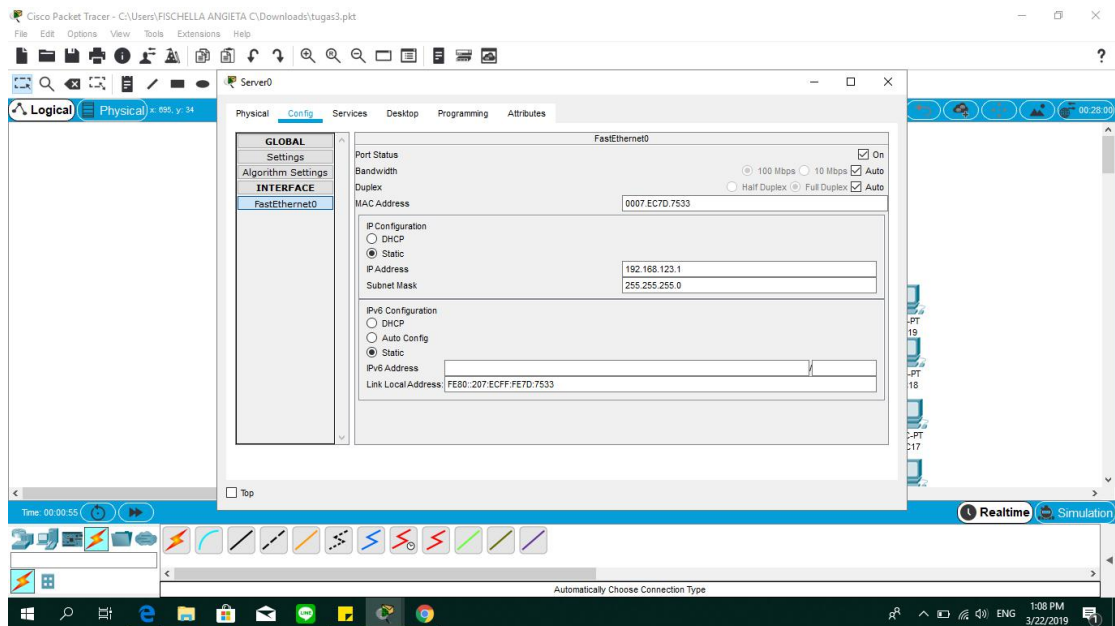 Cisco Packet Tracer - C:\Users\FISCHELLA ANGIETA C\Downloads\tugas3.pkt
File Edit Options View Tools Extensions Help
?
Server0
Logical Physical x: 695, y: 34
00:28:00
Physical Config Services Desktop Programming Attributes
GLOBAL
Settings
Algorithm Settings
INTERFACE
FastEthernet0
FastEthernet0
Port Status On
Bandwidth 100 Mbps 10 Mbps Auto
Duplex Half Duplex Full Duplex Auto
MAC Address 0007.EC7D.7533
IP Configuration
DHCP
Static
IP Address 192.168.123.1
Subnet Mask 255.255.255.0
IPv6 Configuration
DHCP
Auto Config
Static
IPv6 Address /
Link Local Address: FE80::207:ECFF:FE7D:7533
-PT
19
-PT
18
C-PT
C17
Top
Time: 00:00:55
Realtime Simulation
Automatically Choose Connection Type
ENG
1:08 PM
3/22/2019